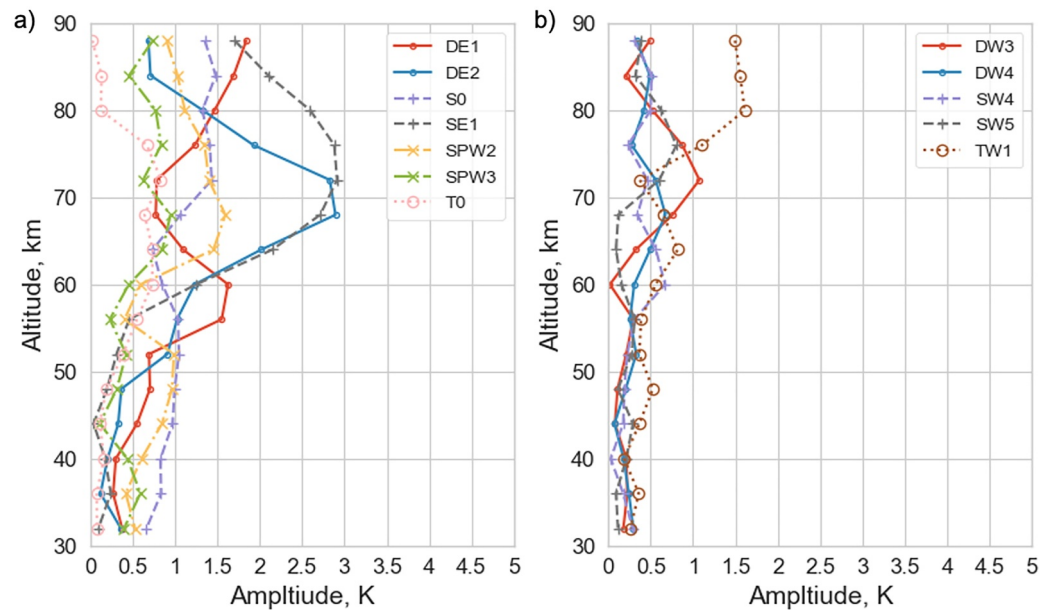 a)
90
80
70
60
50
40
30
Altitude, km
0 0.5 1 1.5 2 2.5 3 3.5 4 4.5 5
Ampltiude, K
DE1
DE2
S0
SE1
SPW2
SPW3
T0
b)
90
80
70
60
50
40
30
Altitude, km
0 0.5 1 1.5 2 2.5 3 3.5 4 4.5 5
Ampltiude, K
DW3
DW4
SW4
SW5
TW1